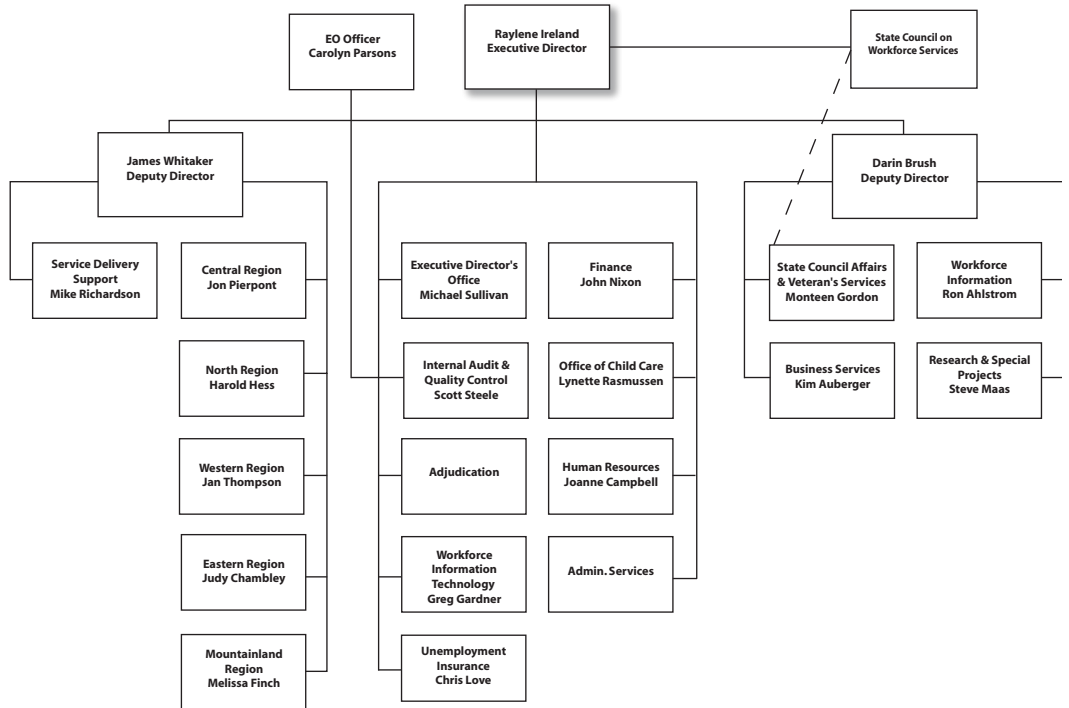 EO Officer
Carolyn Parsons
Raylene Ireland
Executive Director
State Council on
Workforce Services
James Whitaker
Deputy Director
Darin Brush
Deputy Director
Service Delivery
Support
Mike Richardson
Central Region
Jon Pierpont
Executive Director's
Office
Michael Sullivan
Finance
John Nixon
State Council Affairs
& Veteran's Services
Monteen Gordon
Workforce
Information
Ron Ahlstrom
North Region
Harold Hess
Internal Audit &
Quality Control
Scott Steele
Office of Child Care
Lynette Rasmussen
Business Services
Kim Auberger
Research & Special
Projects
Steve Maas
Western Region
Jan Thompson
Adjudication
Human Resources
Joanne Campbell
Eastern Region
Judy Chambley
Workforce
Information
Technology
Greg Gardner
Admin. Services
Mountainland
Region
Melissa Finch
Unemployment
Insurance
Chris Love